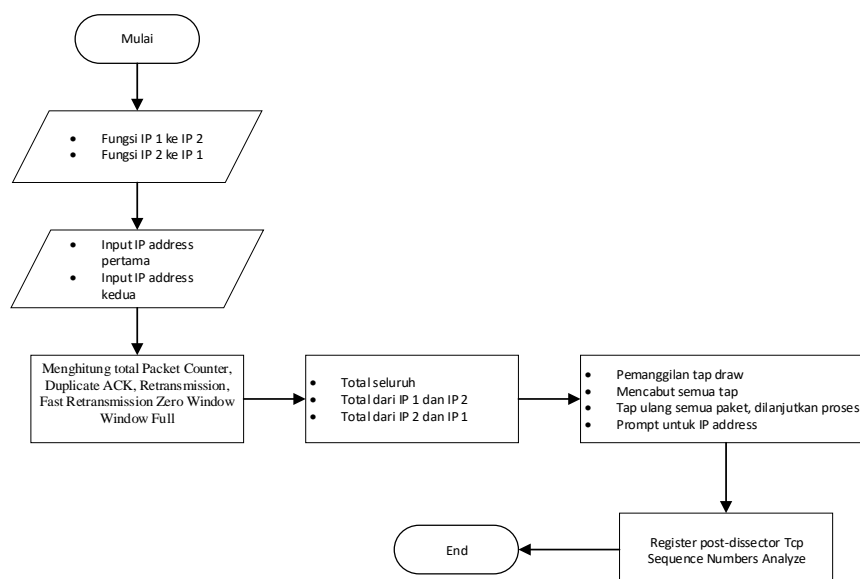 Mulai
• Fungsi IP 1 ke IP 2
• Fungsi IP 2 ke IP 1
• Input IP address
pertama
• Input IP address
kedua
Menghitung total Packet Counter,
Duplicate ACK, Retransmission,
Fast Retransmission Zero Window
Window Full
• Total seluruh
• Total dari IP 1 dan IP 2
• Total dari IP 2 dan IP 1
• Pemanggilan tap draw
• Mencabut semua tap
• Tap ulang semua paket, dilanjutkan proses
• Prompt untuk IP address
Register post-dissector Tcp
Sequence Numbers Analyze
End